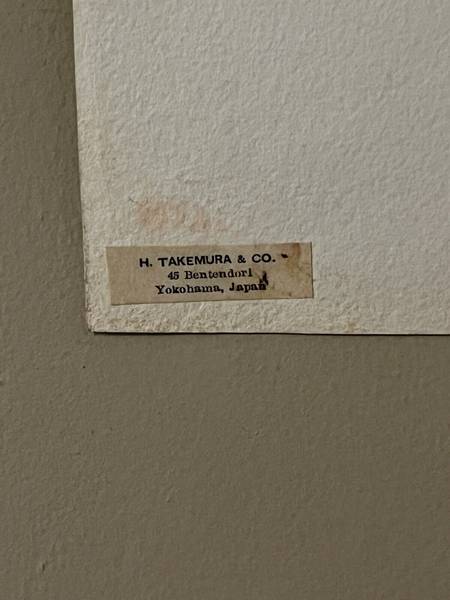 H. TAKEMURA & CO.
45 Bentendori
Yokohama, Japan